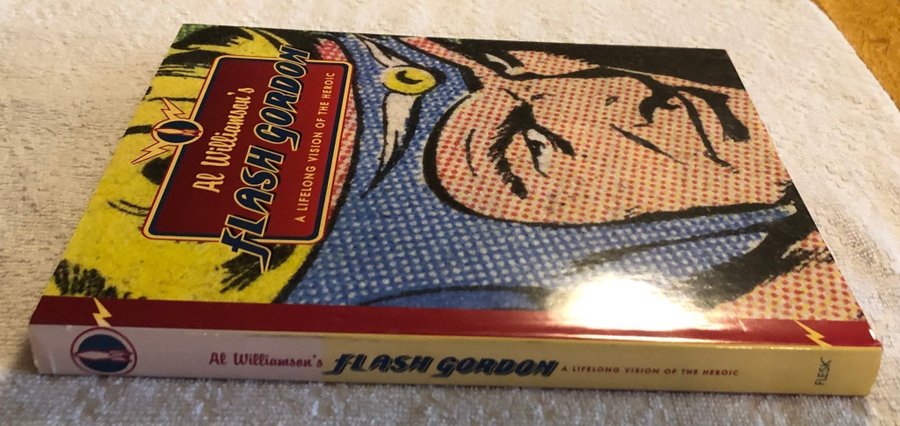 Al Williamson's
FLASH GORDON
A LIFELONG VISION OF THE HEROIC
Al Williamson's FLASH GORDON A LIFELONG VISION OF THE HEROIC FLESK